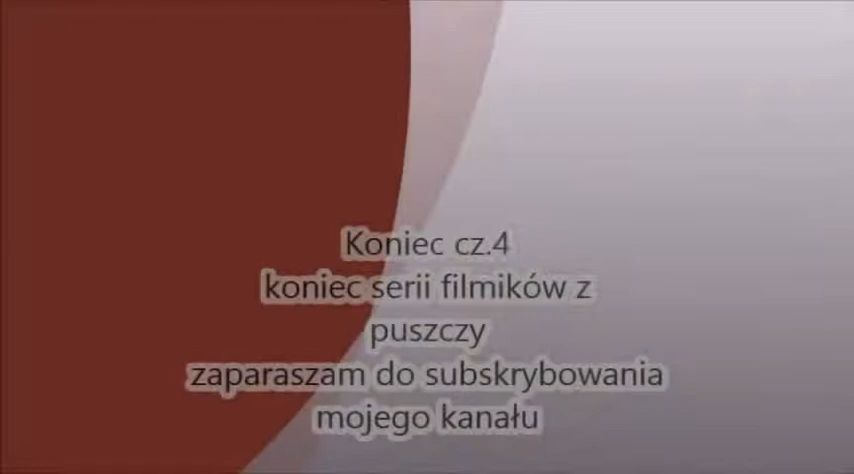 Koniec cz.4
koniec serii filmików z
puszczy
zaparaszam do subskrybowania
mojego kanału